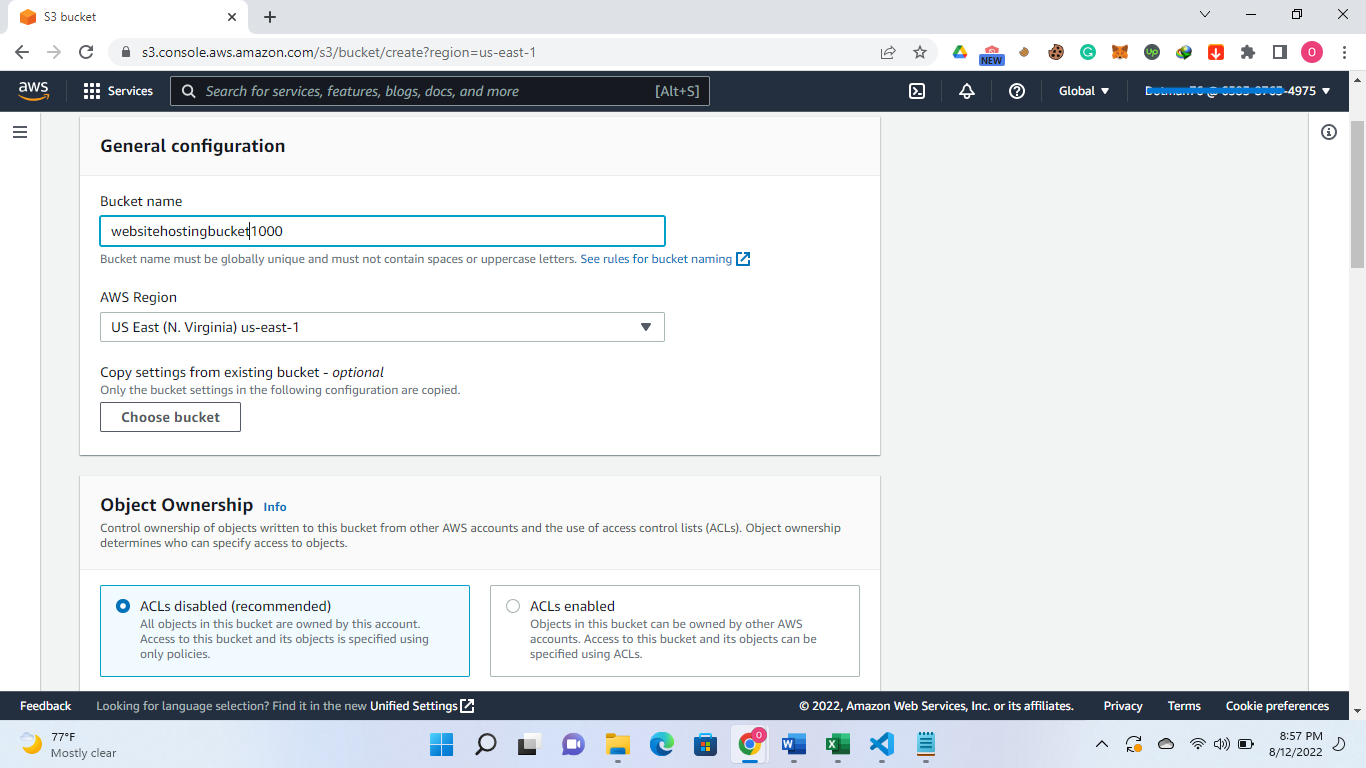 S3 bucket
s3.console.aws.amazon.com/s3/bucket/create?region=us-east-1
NEW
Up
O
aws
Services
Search for services, features, blogs, docs, and more [Alt+S]
Global
-4975
General configuration
Bucket name
websitehostingbucket1000
Bucket name must be globally unique and must not contain spaces or uppercase letters. See rules for bucket naming
AWS Region
US East (N. Virginia) us-east-1
Copy settings from existing bucket - optional
Only the bucket settings in the following configuration are copied.
Choose bucket
Object Ownership Info
Control ownership of objects written to this bucket from other AWS accounts and the use of access control lists (ACLs). Object ownership
determines who can specify access to objects.
ACLs disabled (recommended)
All objects in this bucket are owned by this account.
Access to this bucket and its objects is specified using
only policies.
ACLs enabled
Objects in this bucket can be owned by other AWS
accounts. Access to this bucket and its objects can be
specified using ACLs.
Feedback
Looking for language selection? Find it in the new Unified Settings
© 2022, Amazon Web Services, Inc. or its affiliates.
Privacy
Terms
Cookie preferences
77°F
Mostly clear
0
8:57 PM
8/12/2022